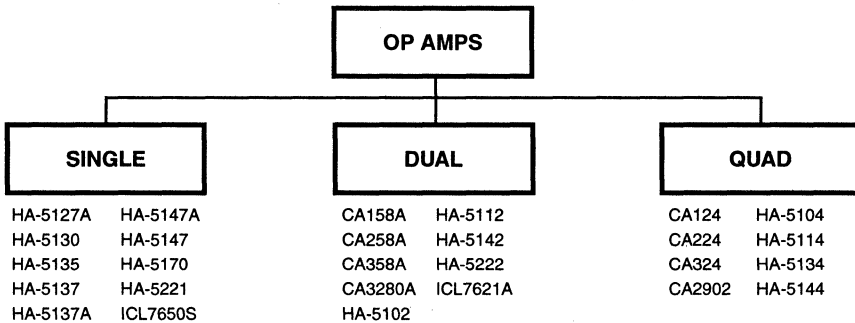 OP AMPS
SINGLE
DUAL
QUAD
HA-5127A HA-5147A
HA-5130 HA-5147
HA-5135 HA-5170
HA-5137 HA-5221
HA-5137A ICL7650S
CA158A HA-5112
CA258A HA-5142
CA358A HA-5222
CA3280A ICL7621A
HA-5102
CA124 HA-5104
CA224 HA-5114
CA324 HA-5134
CA2902 HA-5144